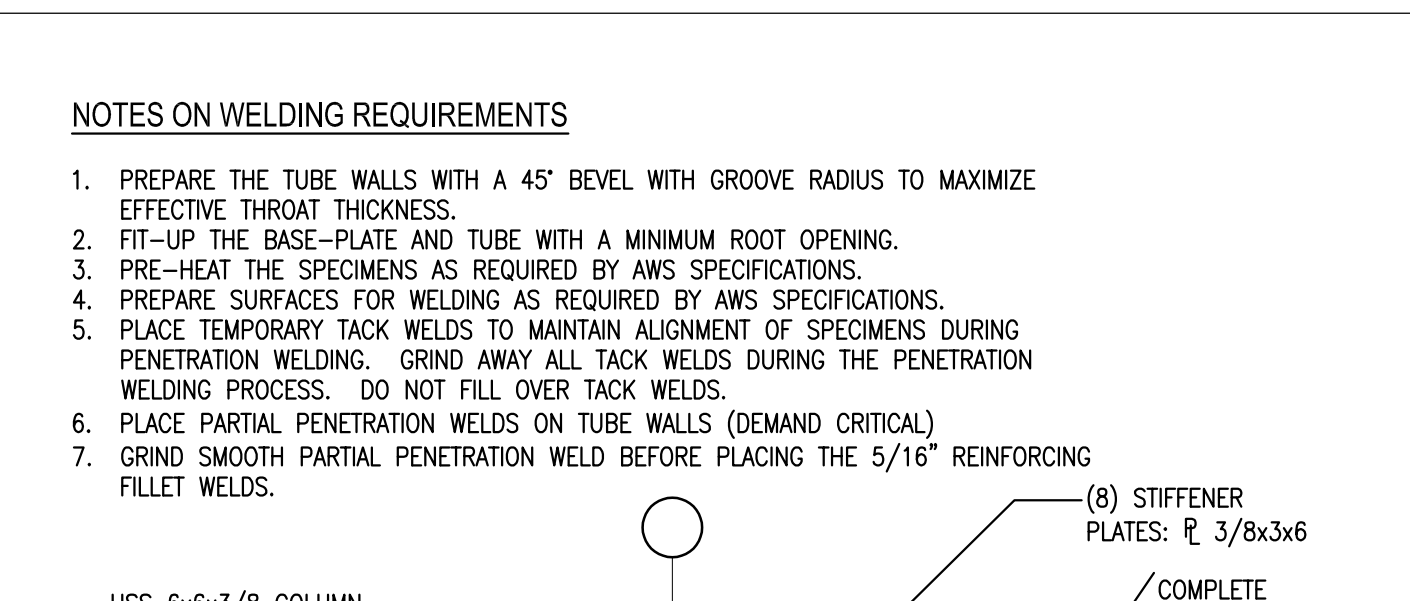 NOTES ON WELDING REQUIREMENTS
1. PREPARE THE TUBE WALLS WITH A 45° BEVEL WITH GROOVE RADIUS TO MAXIMIZE
EFFECTIVE THROAT THICKNESS.
2. FIT-UP THE BASE-PLATE AND TUBE WITH A MINIMUM ROOT OPENING.
3. PRE-HEAT THE SPECIMENS AS REQUIRED BY AWS SPECIFICATIONS.
4. PREPARE SURFACES FOR WELDING AS REQUIRED BY AWS SPECIFICATIONS.
5. PLACE TEMPORARY TACK WELDS TO MAINTAIN ALIGNMENT OF SPECIMENS DURING
PENETRATION WELDING. GRIND AWAY ALL TACK WELDS DURING THE PENETRATION
WELDING PROCESS. DO NOT FILL OVER TACK WELDS.
6. PLACE PARTIAL PENETRATION WELDS ON TUBE WALLS (DEMAND CRITICAL)
7. GRIND SMOOTH PARTIAL PENETRATION WELD BEFORE PLACING THE 5/16" REINFORCING
FILLET WELDS.
(8) STIFFENER
PLATES: ⅊ 3/8x3x6
COMPLETE
HSS 6x6x3/8 COLUMN